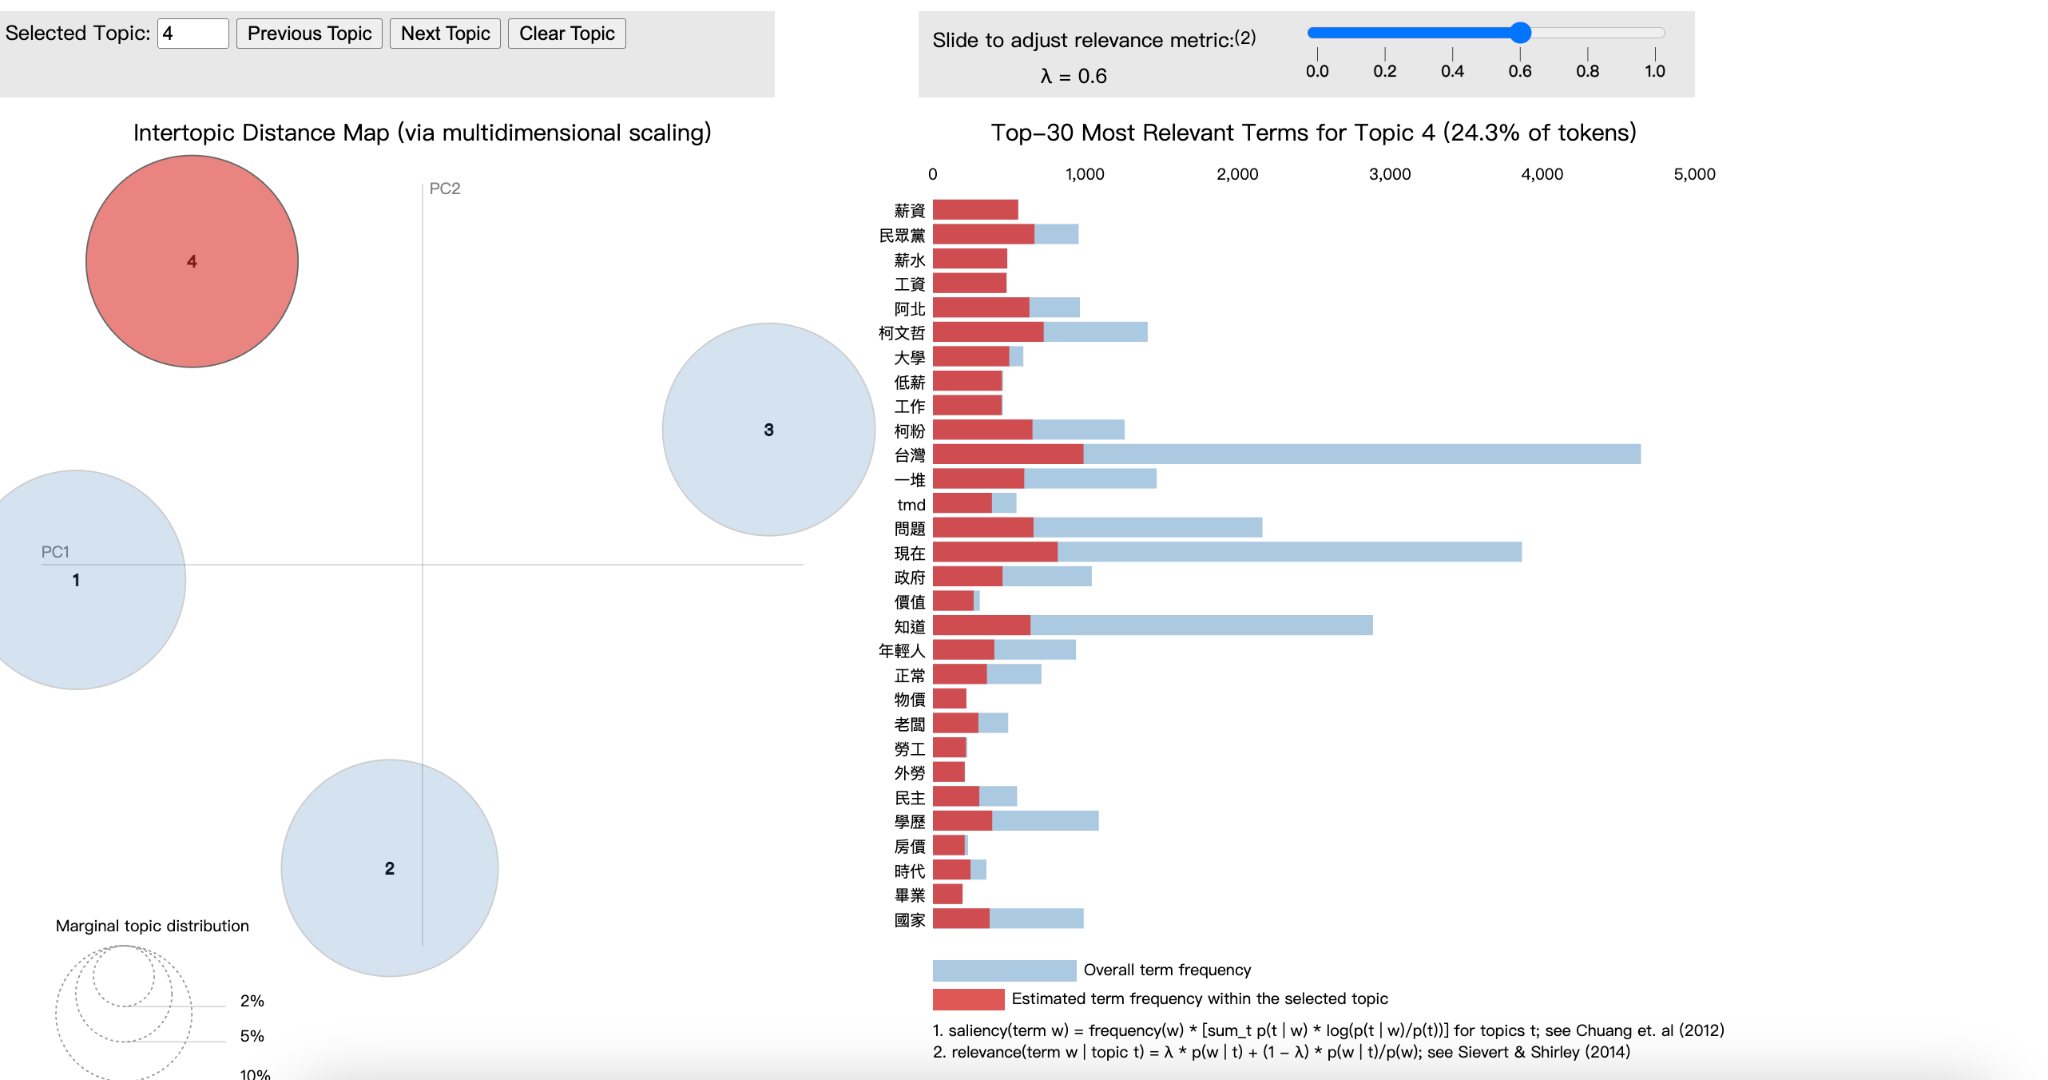 Selected Topic: 4 Previous Topic Next Topic Clear Topic
Slide to adjust relevance metric:(2)
λ = 0.6
0.0 0.2 0.4 0.6 0.8 1.0
Intertopic Distance Map (via multidimensional scaling)
PC2
4
3
PC1
1
2
Marginal topic distribution
2%
5%
10%
Top-30 Most Relevant Terms for Topic 4 (24.3% of tokens)
0 1,000 2,000 3,000 4,000 5,000
薪資
民眾黨
薪水
工資
阿北
柯文哲
大學
低薪
工作
柯粉
台灣
一堆
tmd
問題
現在
政府
價值
知道
年輕人
正常
物價
老闆
勞工
外勞
民主
學歷
房價
時代
畢業
國家
Overall term frequency
Estimated term frequency within the selected topic
1. saliency(term w) = frequency(w) * [sum_t p(t | w) * log(p(t | w)/p(t))] for topics t; see Chuang et. al (2012)
2. relevance(term w | topic t) = λ * p(w | t) + (1 - λ) * p(w | t)/p(w); see Sievert & Shirley (2014)